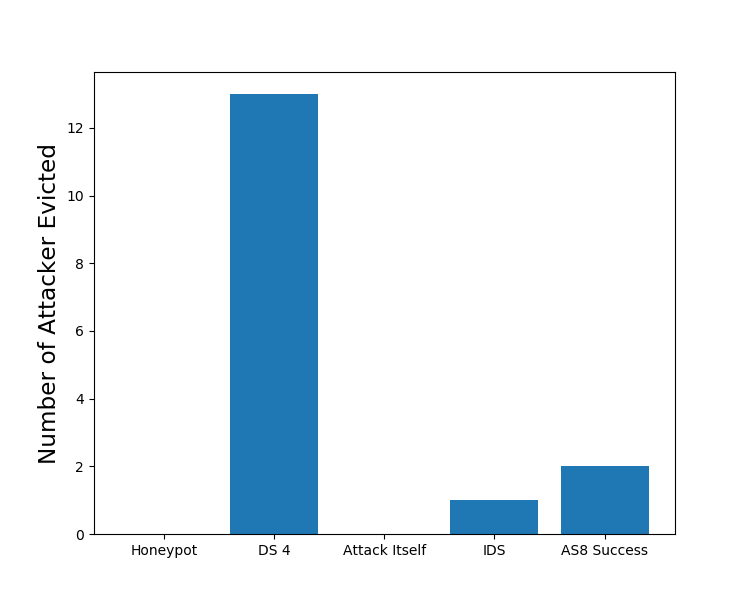 Number of Attacker Evicted
12
10
8
6
4
2
0
Honeypot
DS 4
Attack Itself
IDS
AS8 Success